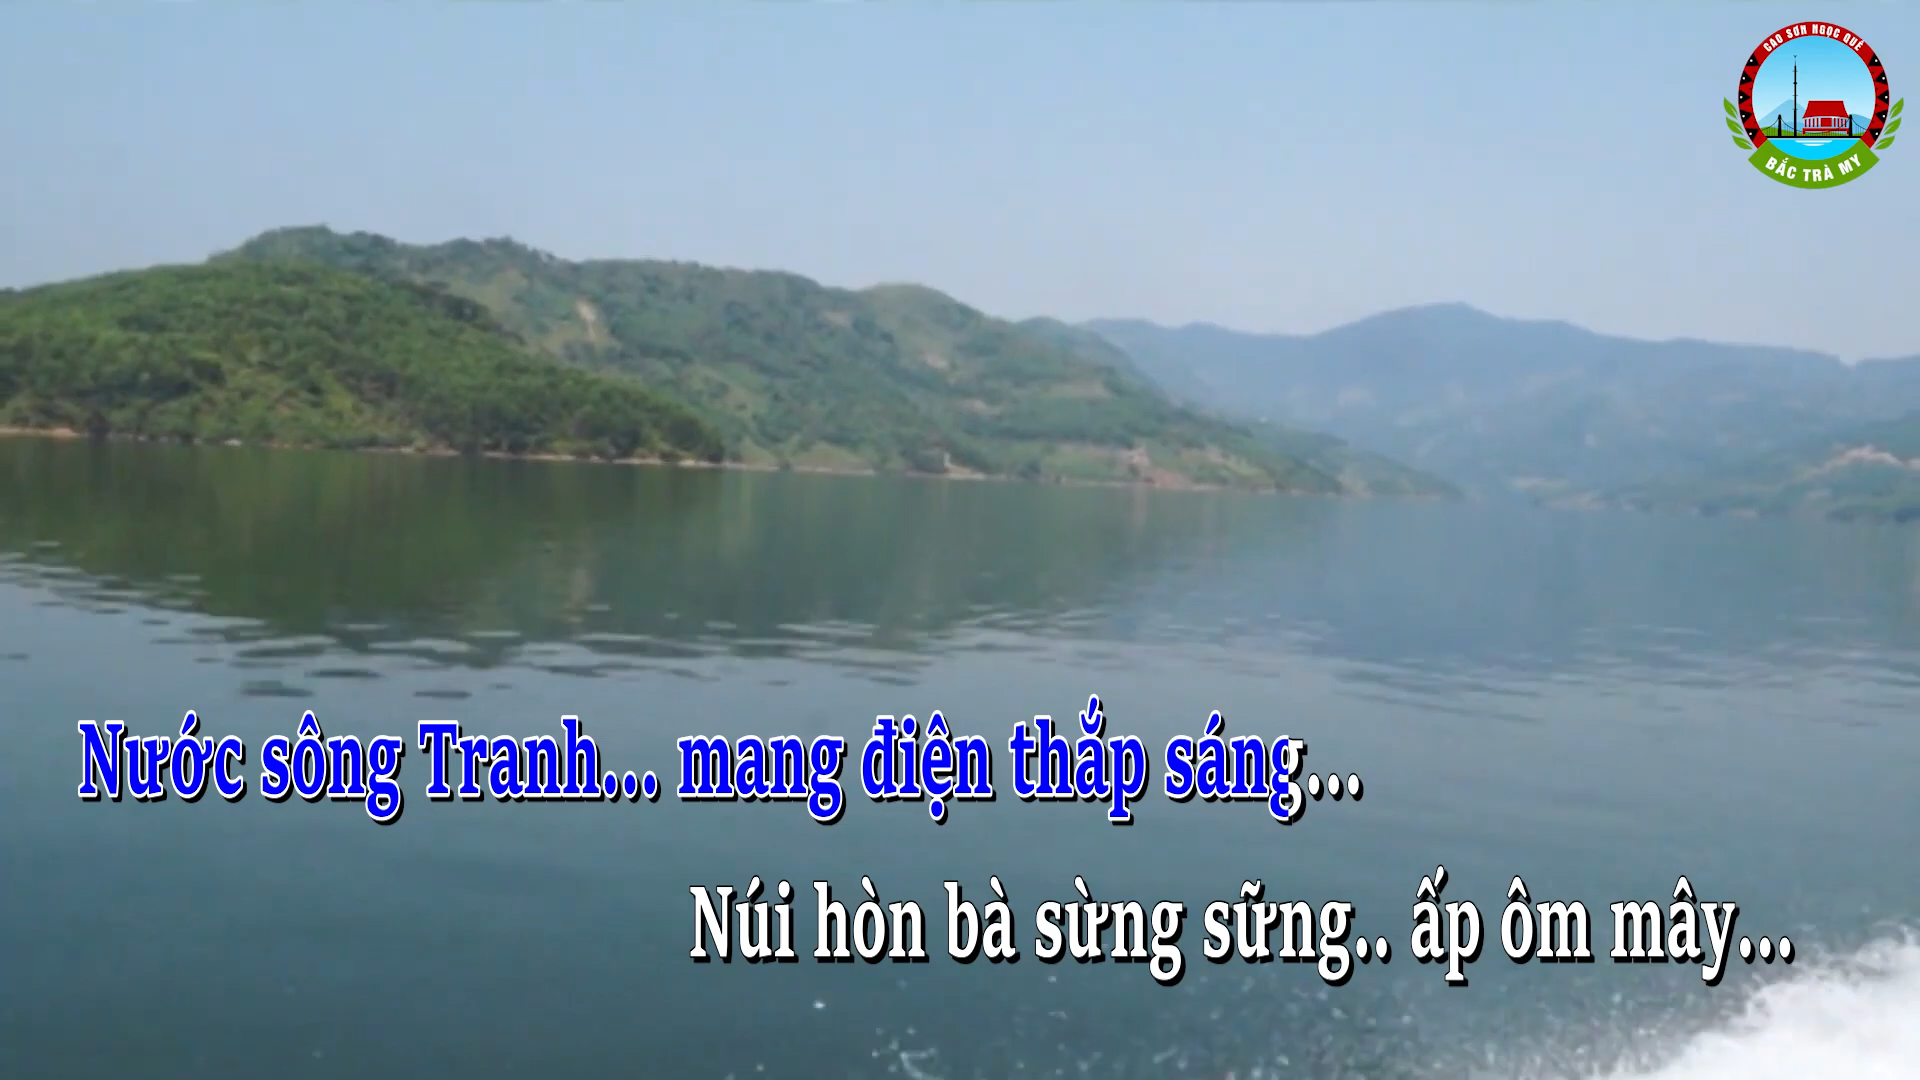 CAO SƠN NGỌC QUẾ
BẮC TRÀ MY
Nước sông Tranh... mang điện thắp sáng...
Núi hòn bà sừng sững.. ấp ôm mây...